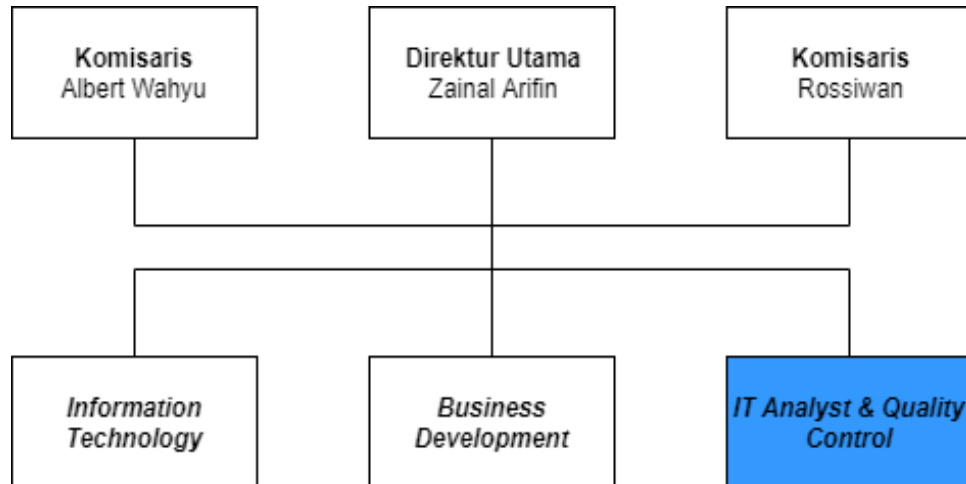 Komisaris
Albert Wahyu
Direktur Utama
Zainal Arifin
Komisaris
Rossiwan
Information
Technology
Business
Development
IT Analyst & Quality
Control